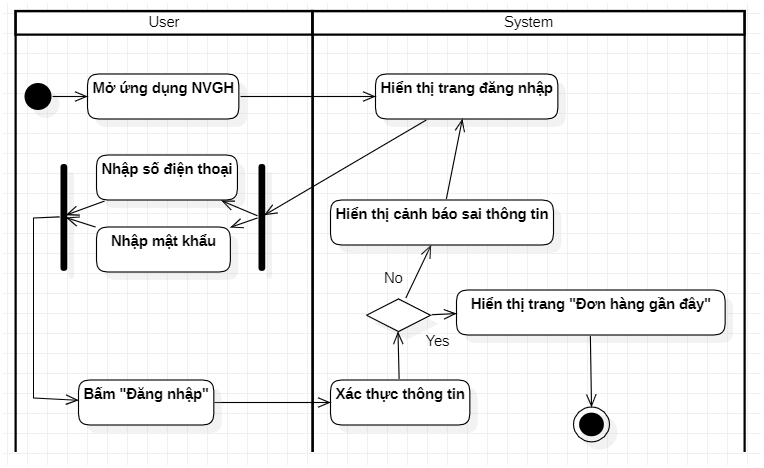 User
System
Mở ứng dụng NVGH
Hiển thị trang đăng nhập
Nhập số điện thoại
Nhập mật khẩu
Hiển thị cảnh báo sai thông tin
No
Hiển thị trang "Đơn hàng gần đây"
Yes
Bấm "Đăng nhập"
Xác thực thông tin